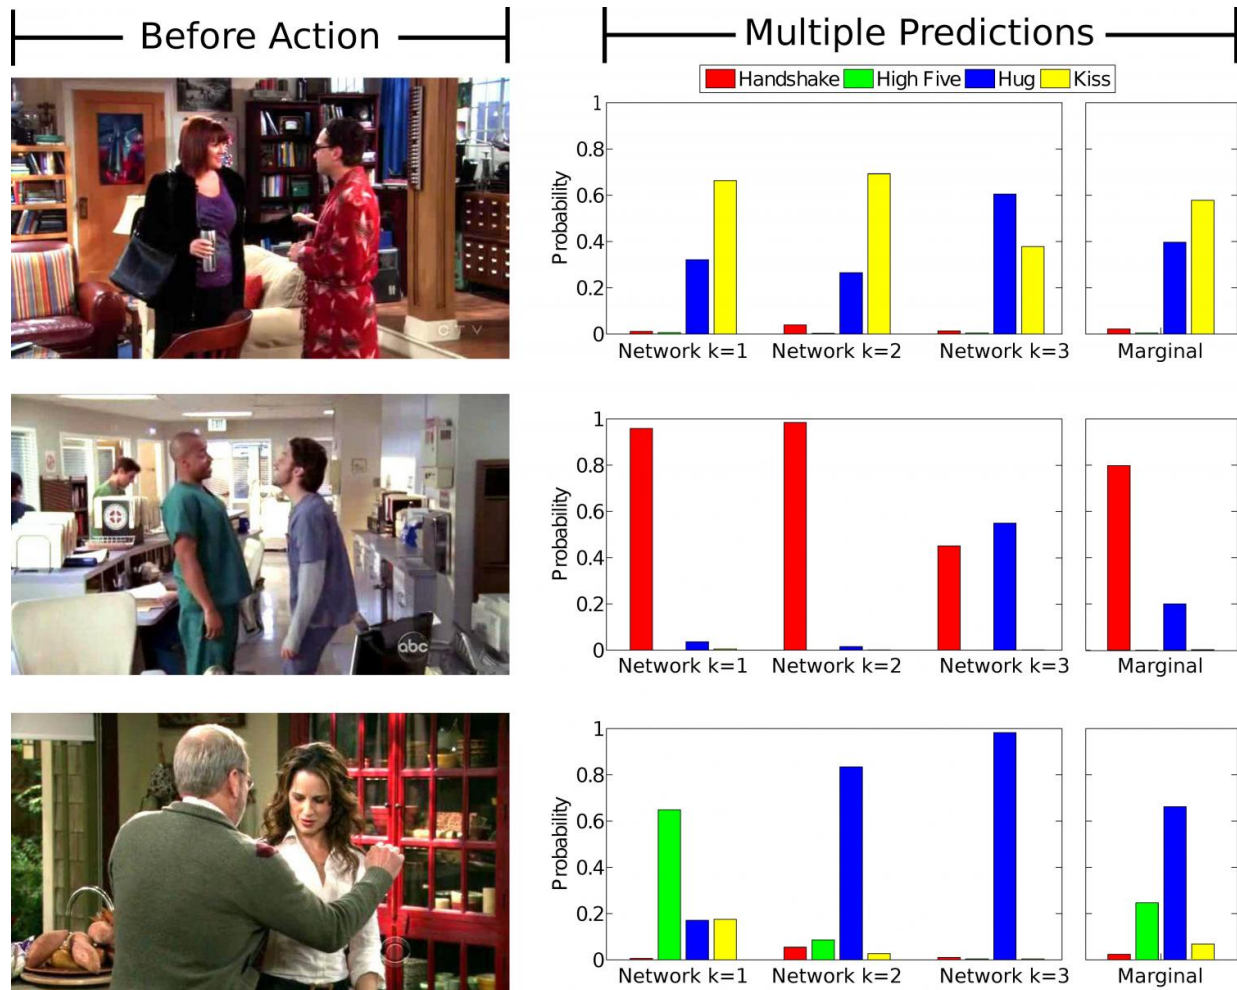 Before Action
Multiple Predictions
Handshake High Five Hug Kiss
1
0.8
0.6
0.4
0.2
0
Probability
Network k=1 Network k=2 Network k=3 Marginal
CTV
1
0.8
0.6
0.4
0.2
0
Probability
Network k=1 Network k=2 Network k=3 Marginal
EXIT
abc
1
0.8
0.6
0.4
0.2
0
Probability
Network k=1 Network k=2 Network k=3 Marginal